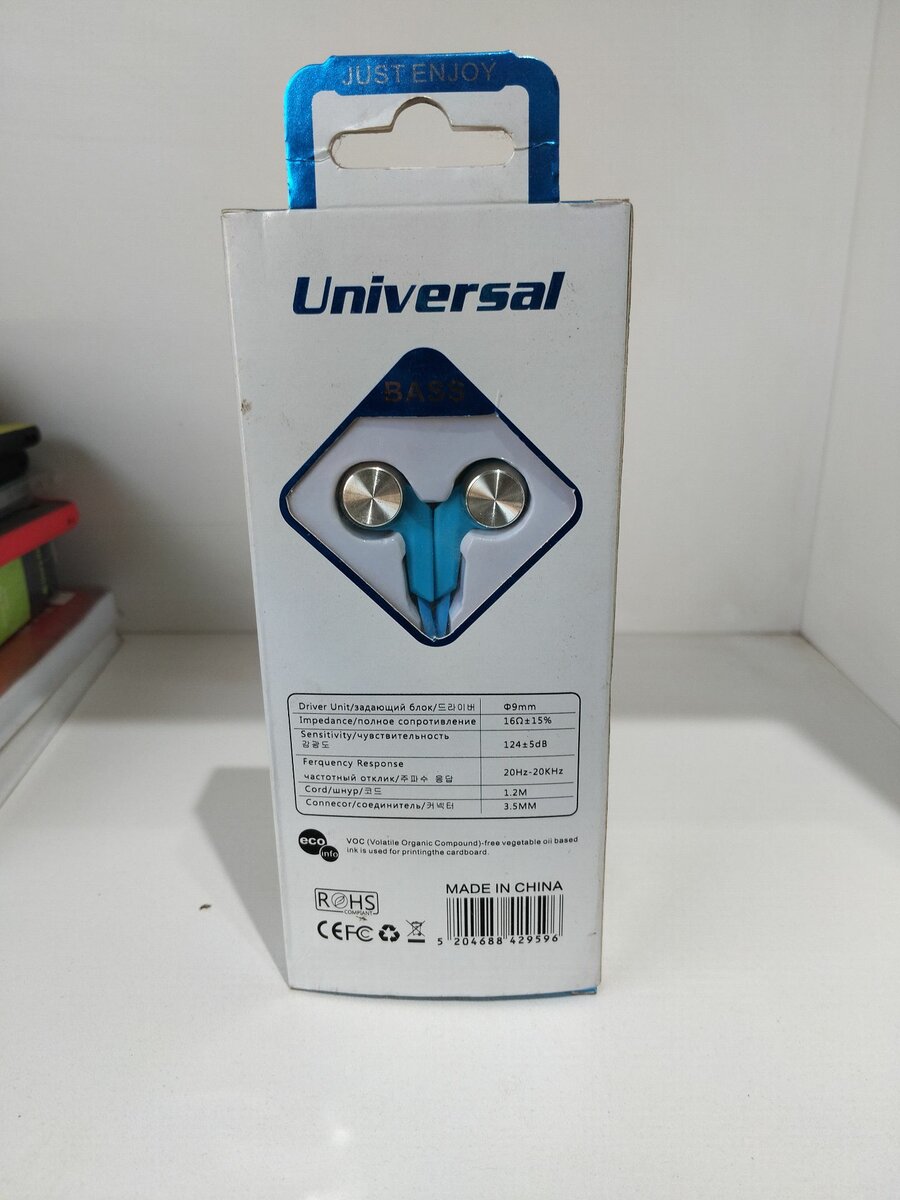 JUST ENJOY
Universal
BASS
Driver Unit/задающий блок/드라이버 Φ9mm
Impedance/полное сопротивление 16Ω±15%
Sensitivity/чувствительность
감광도 124±5dB
Ferquency Response
частотный отклик/주파수 응답 20Hz-20KHz
Cord/шнур/코드 1.2M
Connecor/соединитель/커넥터 3.5MM
eco
info
VOC (Volatile Organic Compound)-free vegetable oil based
ink is used for printingthe cardboard.
ROHS
COMPIANT
MADE IN CHINA
CE FC
5 204688 429596